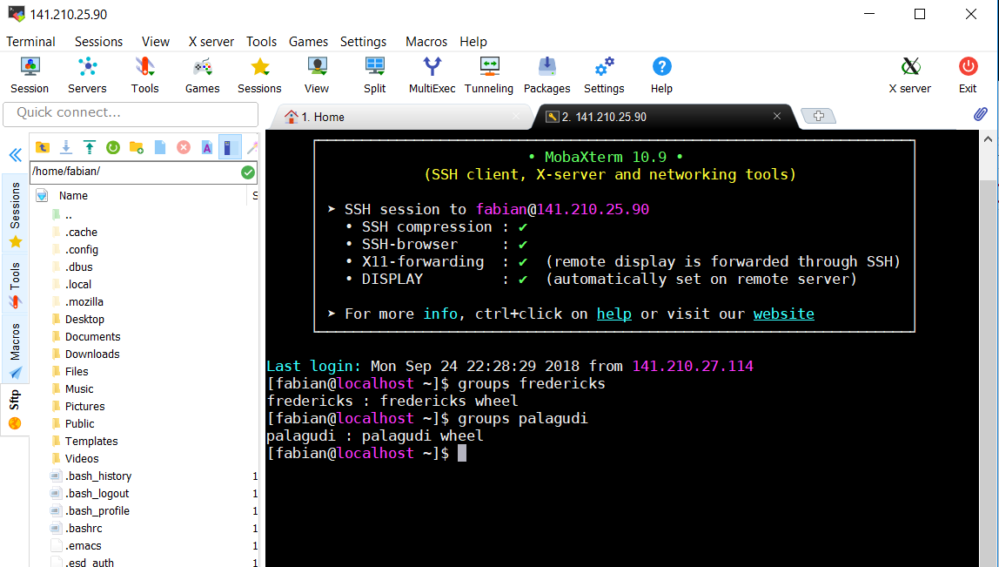 141.210.25.90
Terminal Sessions View X server Tools Games Settings Macros Help
Session Servers Tools Games Sessions View Split MultiExec Tunneling Packages Settings Help X server Exit
Quick connect...
1. Home
2. 141.210.25.90
/home/fabian/
Name S
..
.cache
.config
.dbus
.local
.mozilla
Desktop
Documents
Downloads
Files
Music
Pictures
Public
Templates
Videos
.bash_history 1
.bash_logout 1
.bash_profile 1
.bashrc 1
.emacs 1
.esd_auth 1
Sessions
Tools
Macros
Sftp
• MobaXterm 10.9 •
(SSH client, X-server and networking tools)
➤ SSH session to fabian@141.210.25.90
• SSH compression : ✔
• SSH-browser : ✔
• X11-forwarding : ✔ (remote display is forwarded through SSH)
• DISPLAY : ✔ (automatically set on remote server)
➤ For more info, ctrl+click on help or visit our website
Last login: Mon Sep 24 22:28:29 2018 from 141.210.27.114
[fabian@localhost ~]$ groups fredericks
fredericks : fredericks wheel
[fabian@localhost ~]$ groups palagudi
palagudi : palagudi wheel
[fabian@localhost ~]$